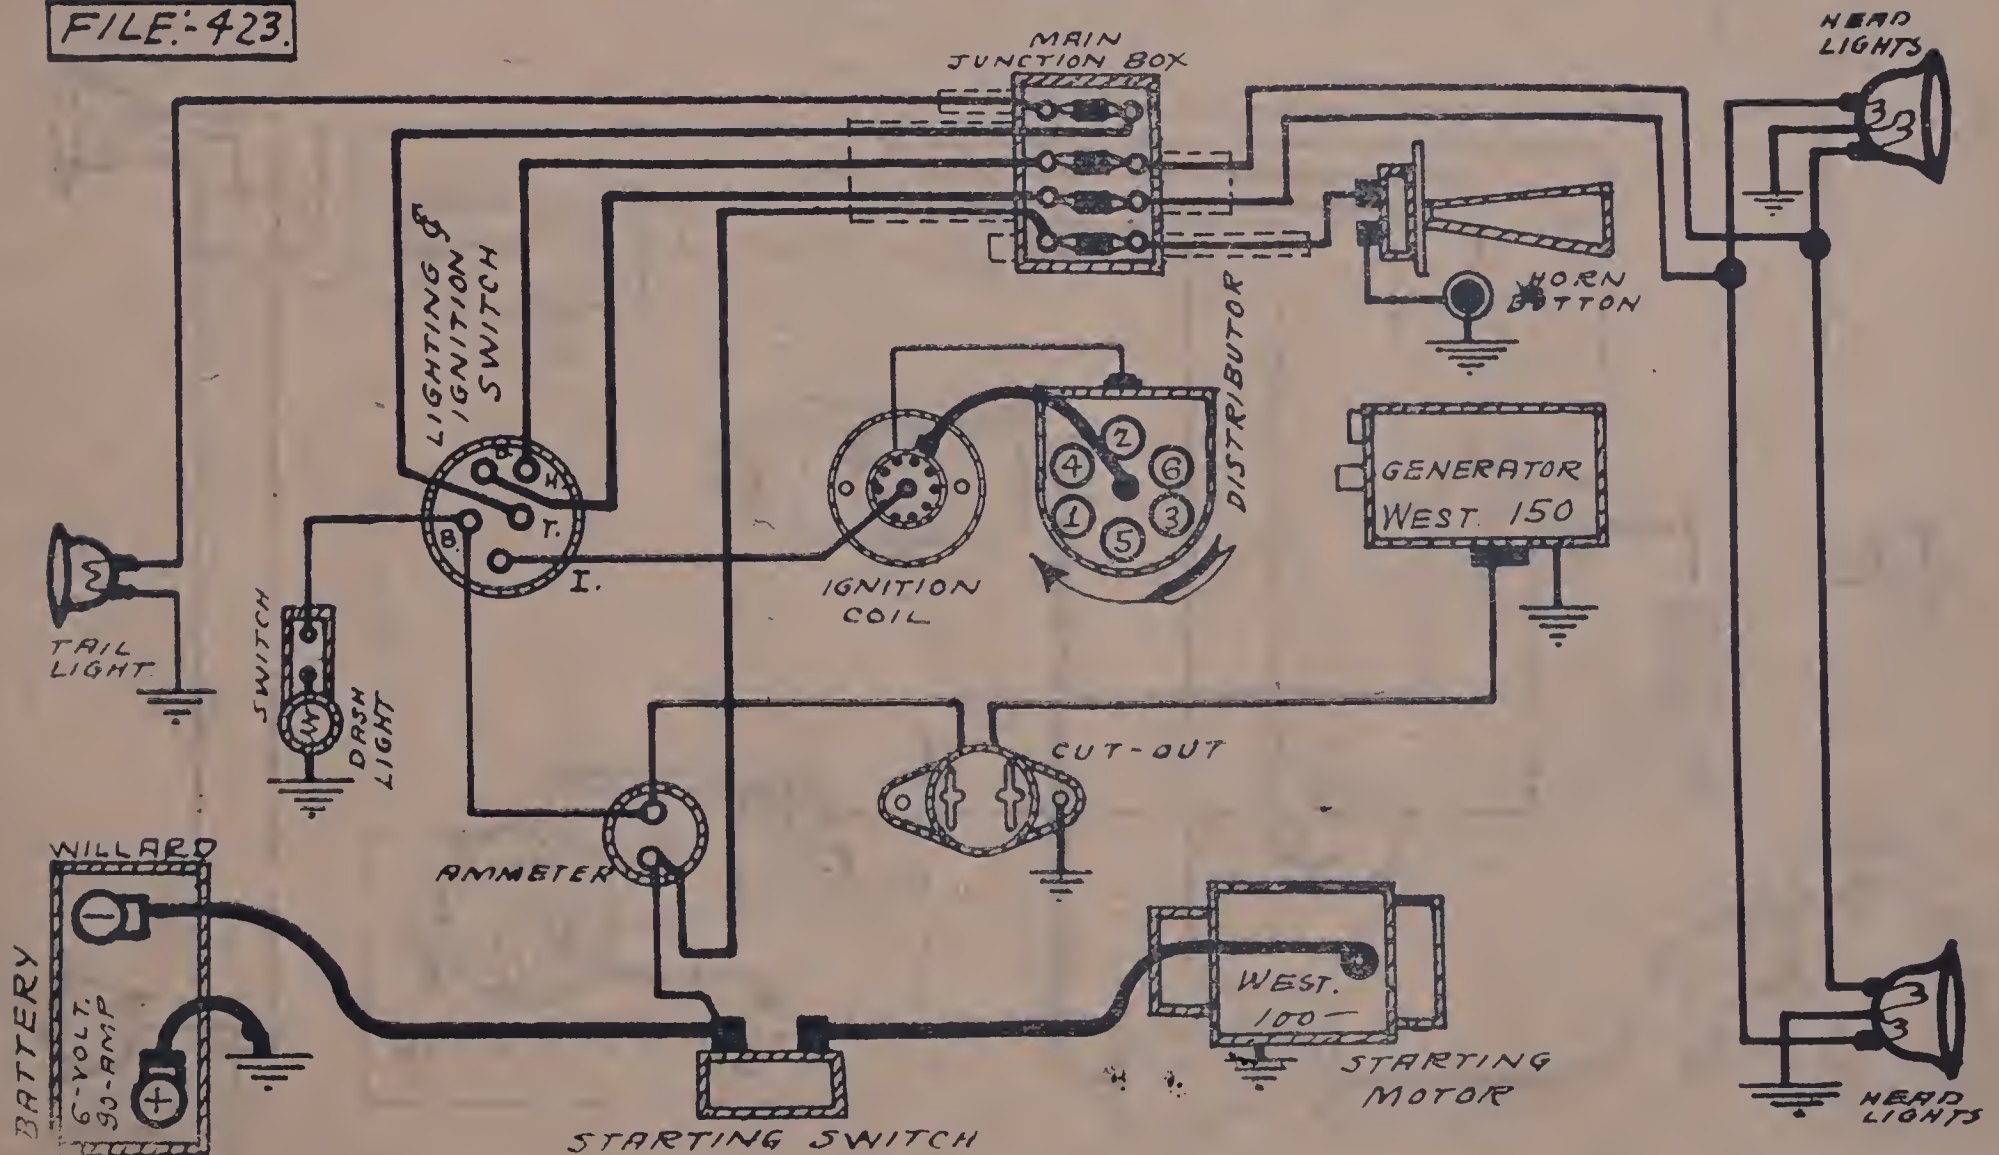 FILE:-423.
MAIN
JUNCTION BOX
HEAD
LIGHTS
LIGHTING &
IGNITION
SWITCH
HORN
BUTTON
DISTRIBUTOR
2
4
6
1
3
5
GENERATOR
WEST. 150
H.
T.
B.
I.
IGNITION
COIL
TAIL
LIGHT.
SWITCH
DASH
LIGHT
CUT-OUT
AMMETER
WILLARD
BATTERY
6-VOLT.
90-AMP
WEST.
100-
STARTING
MOTOR
STARTING SWITCH
HEAD
LIGHTS